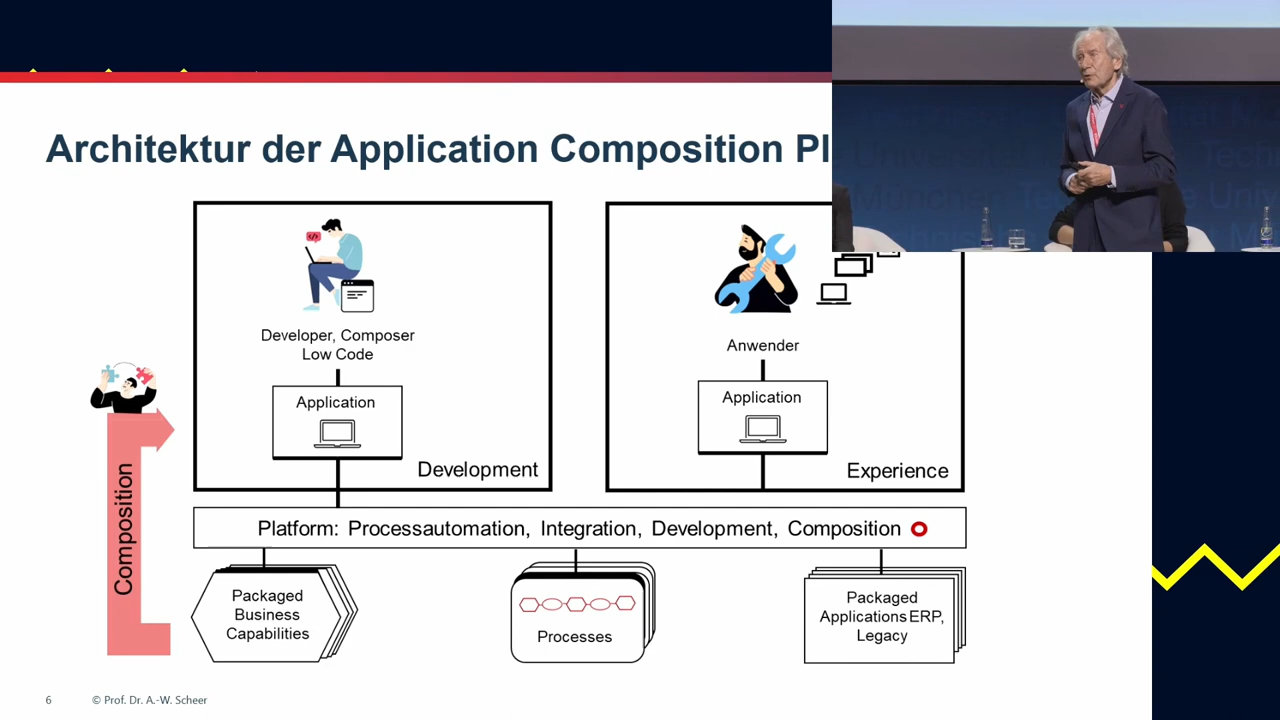 Architektur der Application Composition Pl
Developer, Composer
Low Code
Application
Development
Anwender
Application
Experience
Composition
Platform: Processautomation, Integration, Development, Composition
Packaged
Business
Capabilities
Processes
Packaged
Applications ERP,
Legacy
6
© Prof. Dr. A.-W. Scheer